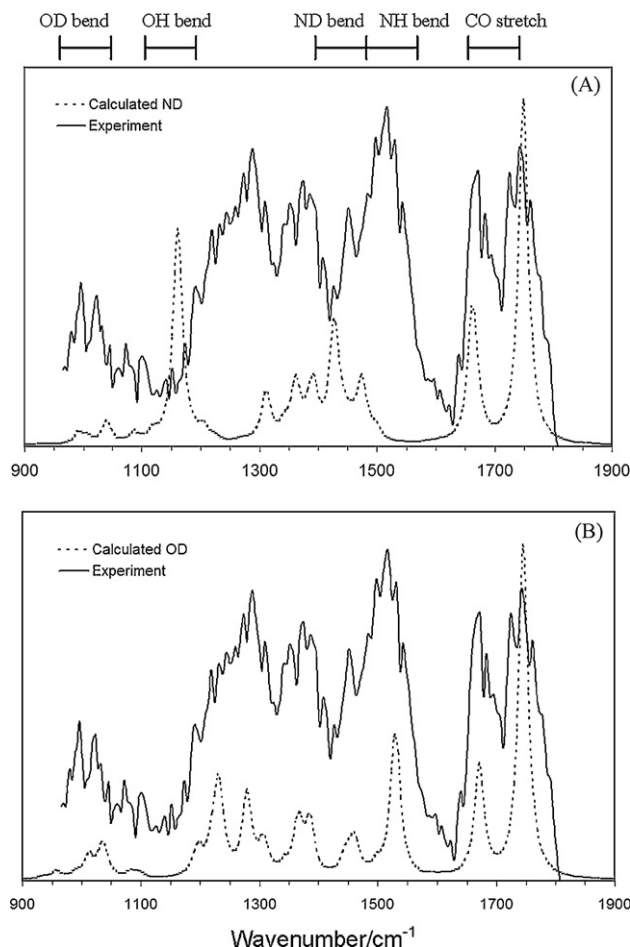 OD bend OH bend ND bend NH bend CO stretch
(A)
Calculated ND
Experiment
900 1100 1300 1500 1700 1900
(B)
Calculated OD
Experiment
900 1100 1300 1500 1700 1900
Wavenumber/cm⁻¹